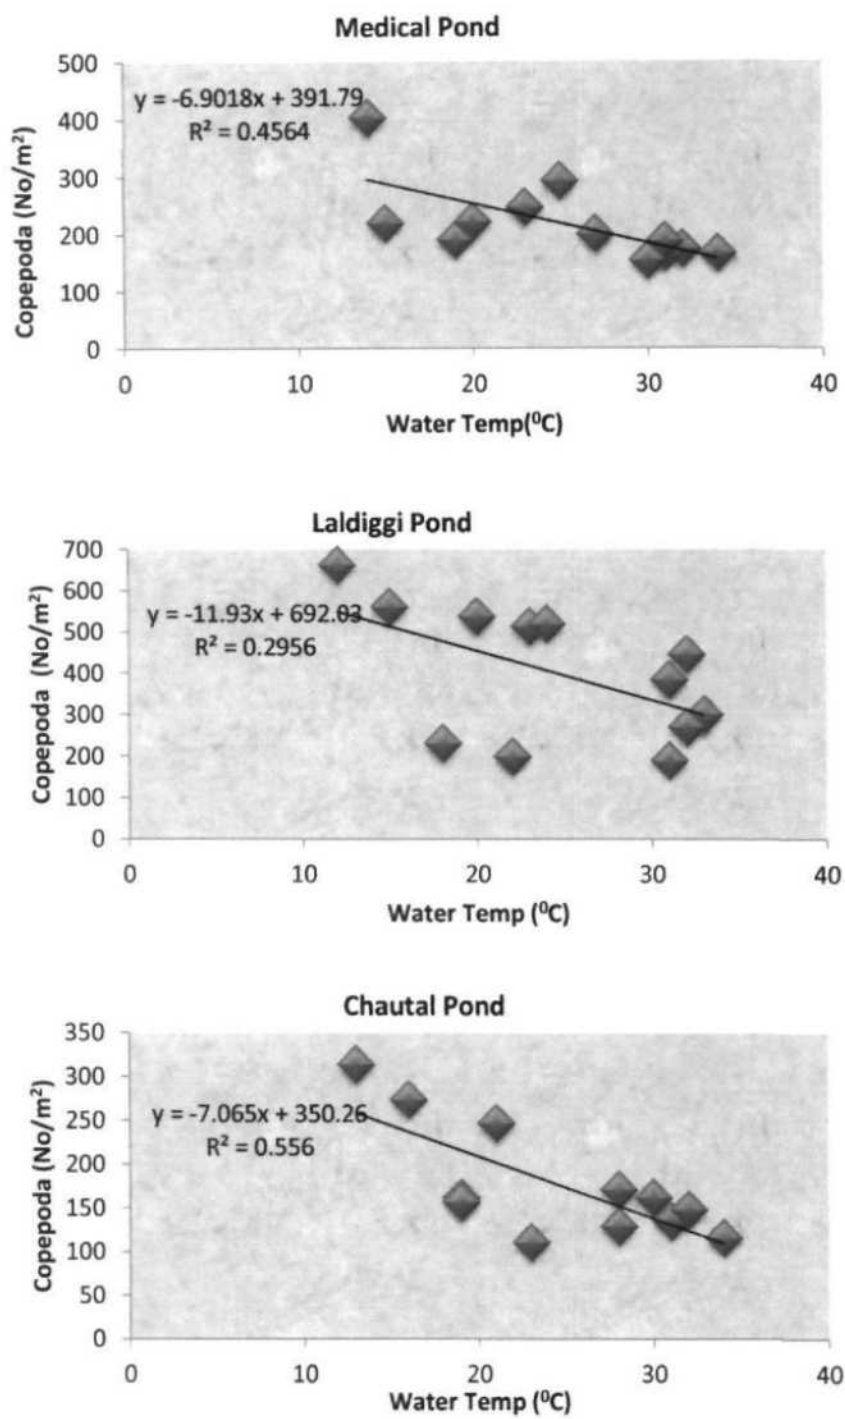 Medical Pond
500
400
300
200
100
0
y = -6.9018x + 391.79
R² = 0.4564
Copepoda (No/m²)
0 10 20 30 40
Water Temp(⁰C)
Laldiggi Pond
700
600
500
400
300
200
100
0
y = -11.93x + 692.03
R² = 0.2956
Copepoda (No/m²)
0 10 20 30 40
Water Temp (⁰C)
Chautal Pond
350
300
250
200
150
100
50
0
y = -7.065x + 350.26
R² = 0.556
Copepoda (No/m²)
0 10 20 30 40
Water Temp (⁰C)